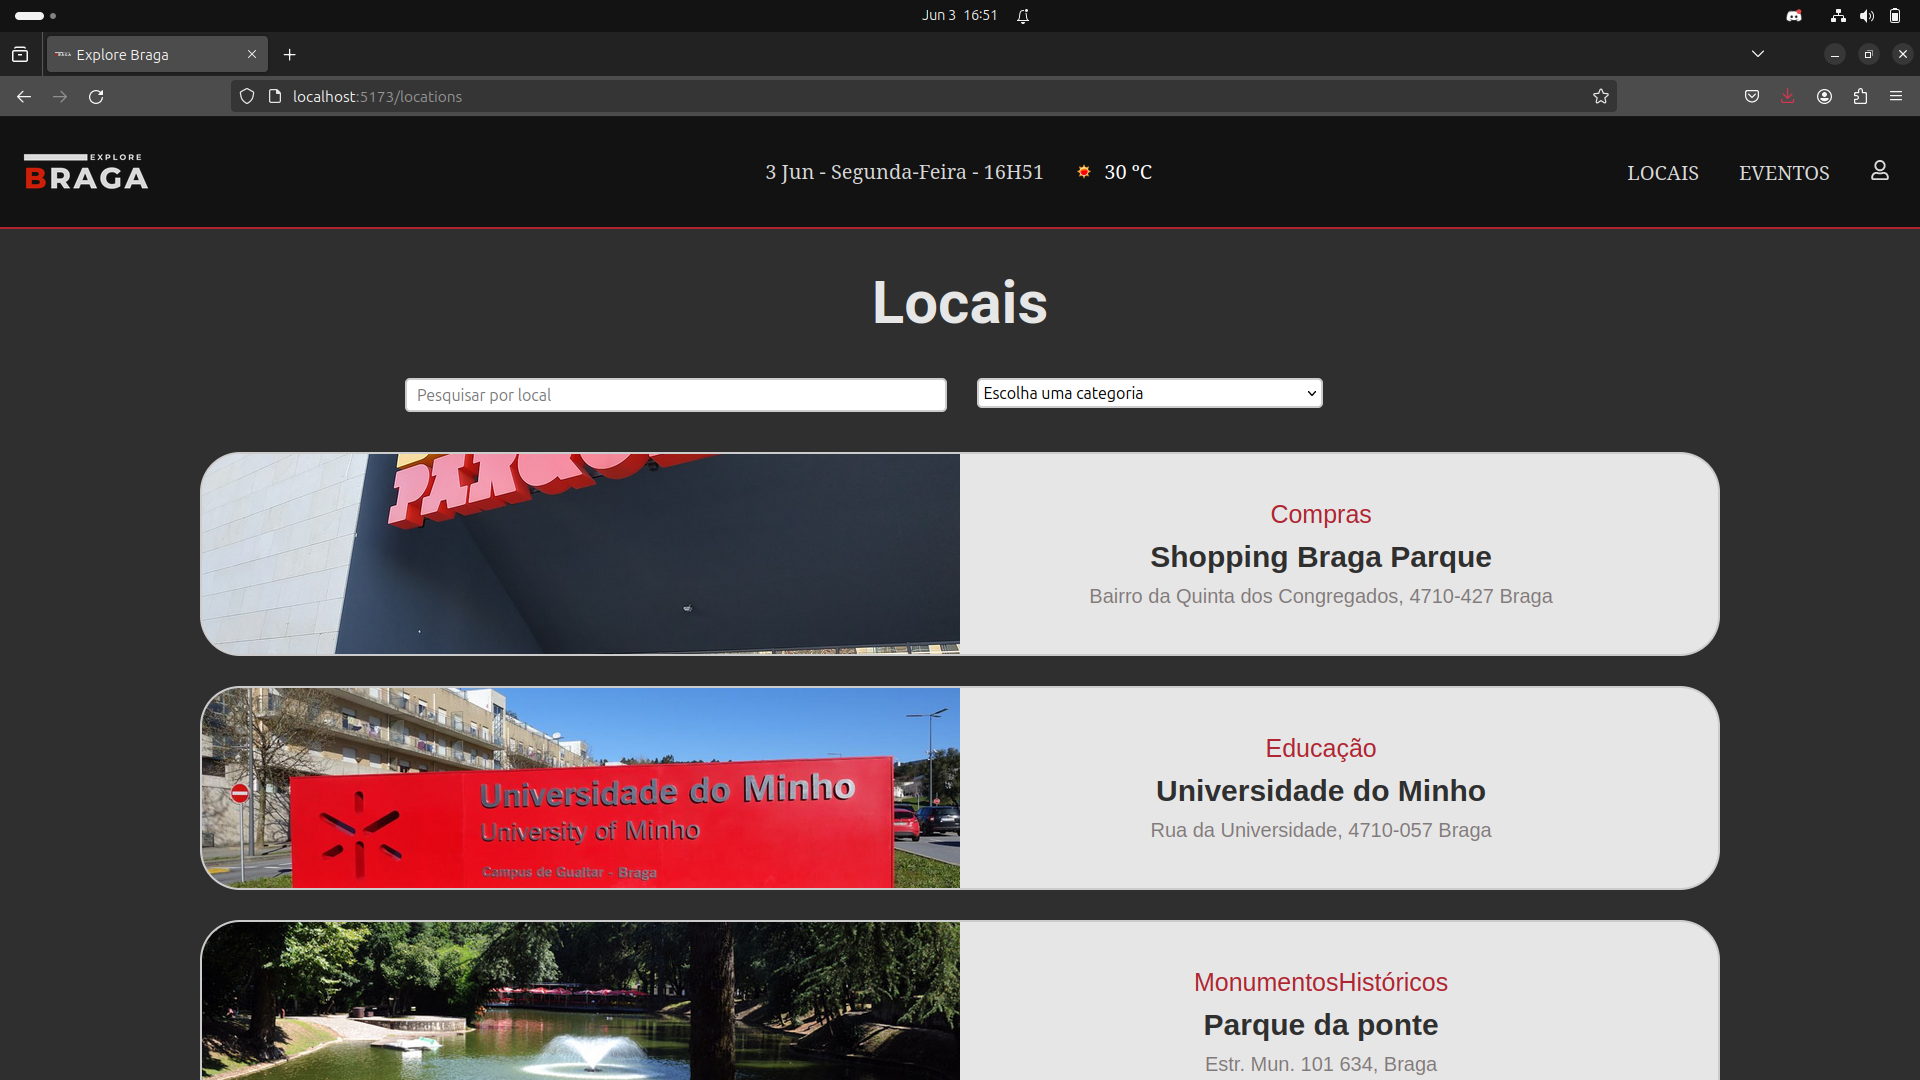 Jun 3 16:51
Explore Braga
localhost:5173/locations
EXPLORE
BRAGA
3 Jun - Segunda-Feira - 16H51
30 ºC
LOCAIS
EVENTOS
Locais
Pesquisar por local
Escolha uma categoria
PARQUE
Compras
Shopping Braga Parque
Bairro da Quinta dos Congregados, 4710-427 Braga
Universidade do Minho
University of Minho
Campus de Gualtar - Braga
Educação
Universidade do Minho
Rua da Universidade, 4710-057 Braga
MonumentosHistóricos
Parque da ponte
Estr. Mun. 101 634, Braga